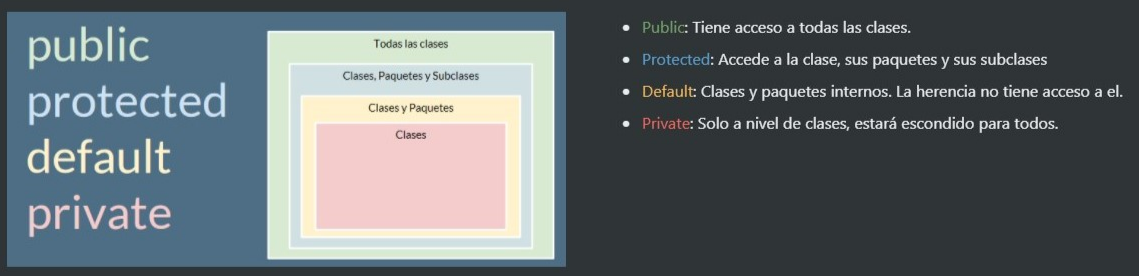 public
protected
default
private
Todas las clases
Clases, Paquetes y Subclases
Clases y Paquetes
Clases
• Public: Tiene acceso a todas las clases.
• Protected: Accede a la clase, sus paquetes y sus subclases
• Default: Clases y paquetes internos. La herencia no tiene acceso a el.
• Private: Solo a nivel de clases, estará escondido para todos.